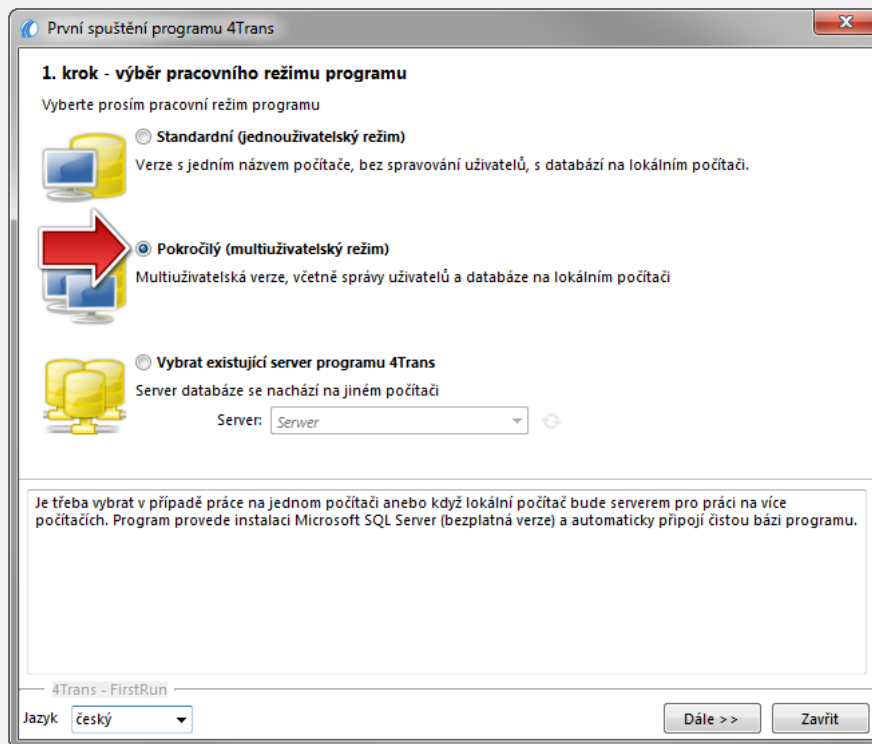 První spuštění programu 4Trans
1. krok - výběr pracovního režimu programu
Vyberte prosím pracovní režim programu
Standardní (jednouživatelský režim)
Verze s jedním názvem počítače, bez spravování uživatelů, s databází na lokálním počítači.
Pokročilý (multiuživatelský režim)
Multiuživatelská verze, včetně správy uživatelů a databáze na lokálním počítači
Vybrat existující server programu 4Trans
Server databáze se nachází na jiném počítači
Server: Serwer
Je třeba vybrat v případě práce na jednom počítači anebo když lokální počítač bude serverem pro práci na více
počítačích. Program provede instalaci Microsoft SQL Server (bezplatná verze) a automaticky připojí čistou bázi programu.
4Trans - FirstRun
Jazyk český Dále >> Zavřit